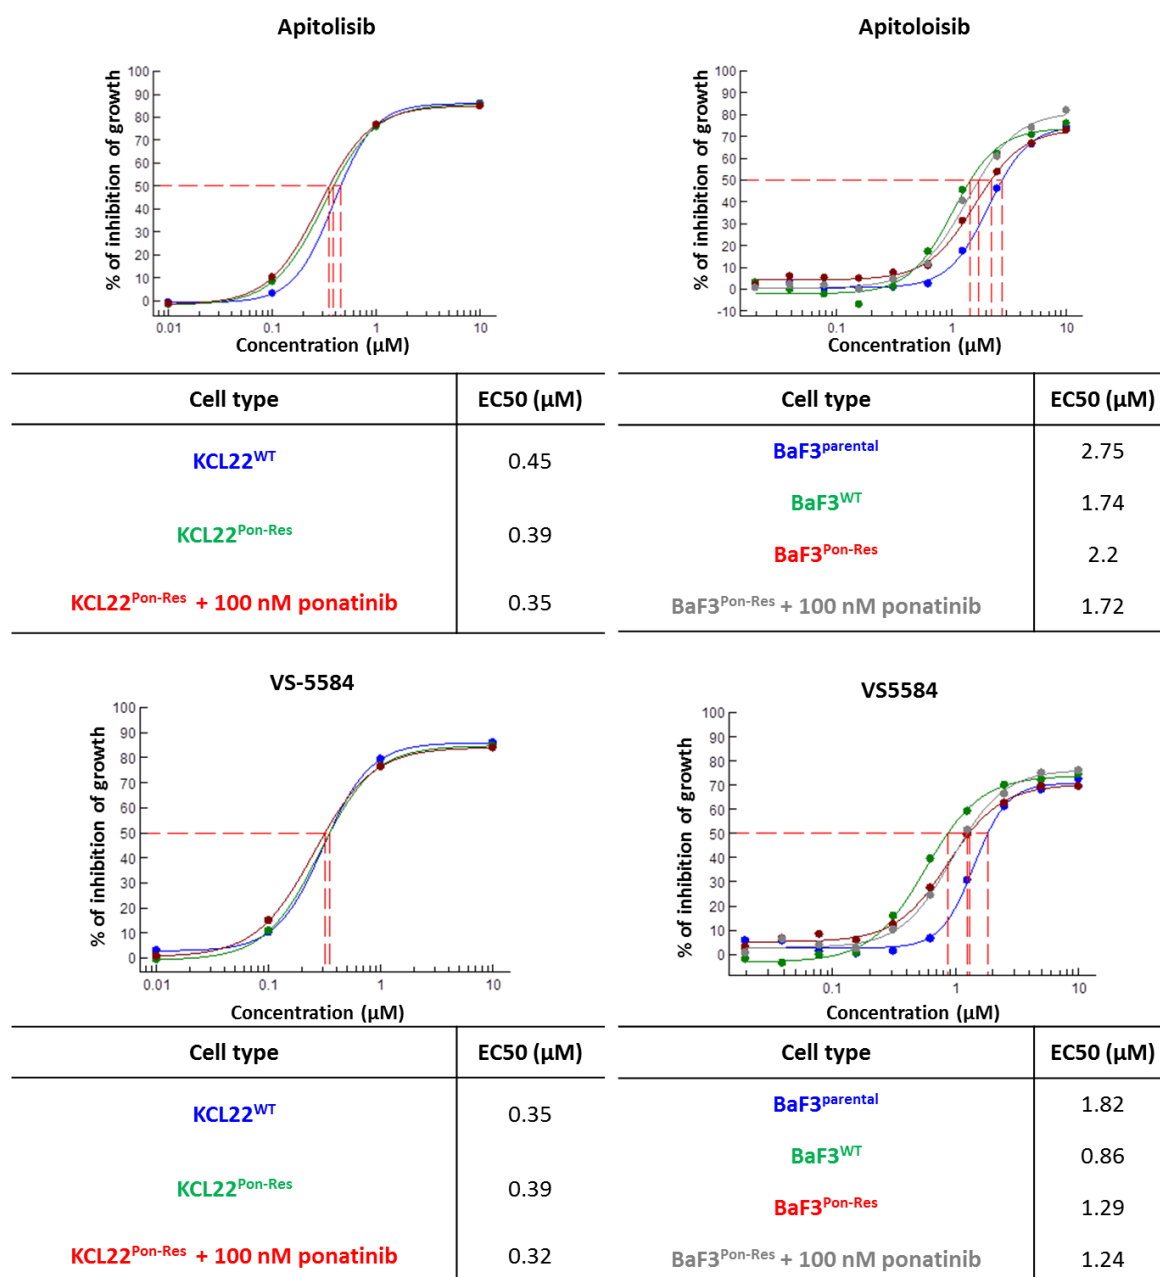 Apitolisib
% of inhibition of growth
100
90
80
70
60
50
40
30
20
10
0
0.01 0.1 1 10
Concentration (µM)
Cell type EC50 (µM)
KCL22WT 0.45
KCL22Pon-Res 0.39
KCL22Pon-Res + 100 nM ponatinib 0.35
Apitoloisib
% of inhibition of growth
100
90
80
70
60
50
40
30
20
10
0
-10
0.1 1 10
Concentration (µM)
Cell type EC50 (µM)
BaF3parental 2.75
BaF3WT 1.74
BaF3Pon-Res 2.2
BaF3Pon-Res + 100 nM ponatinib 1.72
VS-5584
% of inhibition of growth
100
90
80
70
60
50
40
30
20
10
0
0.01 0.1 1 10
Concentration (µM)
Cell type EC50 (µM)
KCL22WT 0.35
KCL22Pon-Res 0.39
KCL22Pon-Res + 100 nM ponatinib 0.32
VS5584
% of inhibition of growth
100
90
80
70
60
50
40
30
20
10
0
0.1 1 10
Concentration (µM)
Cell type EC50 (µM)
BaF3parental 1.82
BaF3WT 0.86
BaF3Pon-Res 1.29
BaF3Pon-Res + 100 nM ponatinib 1.24